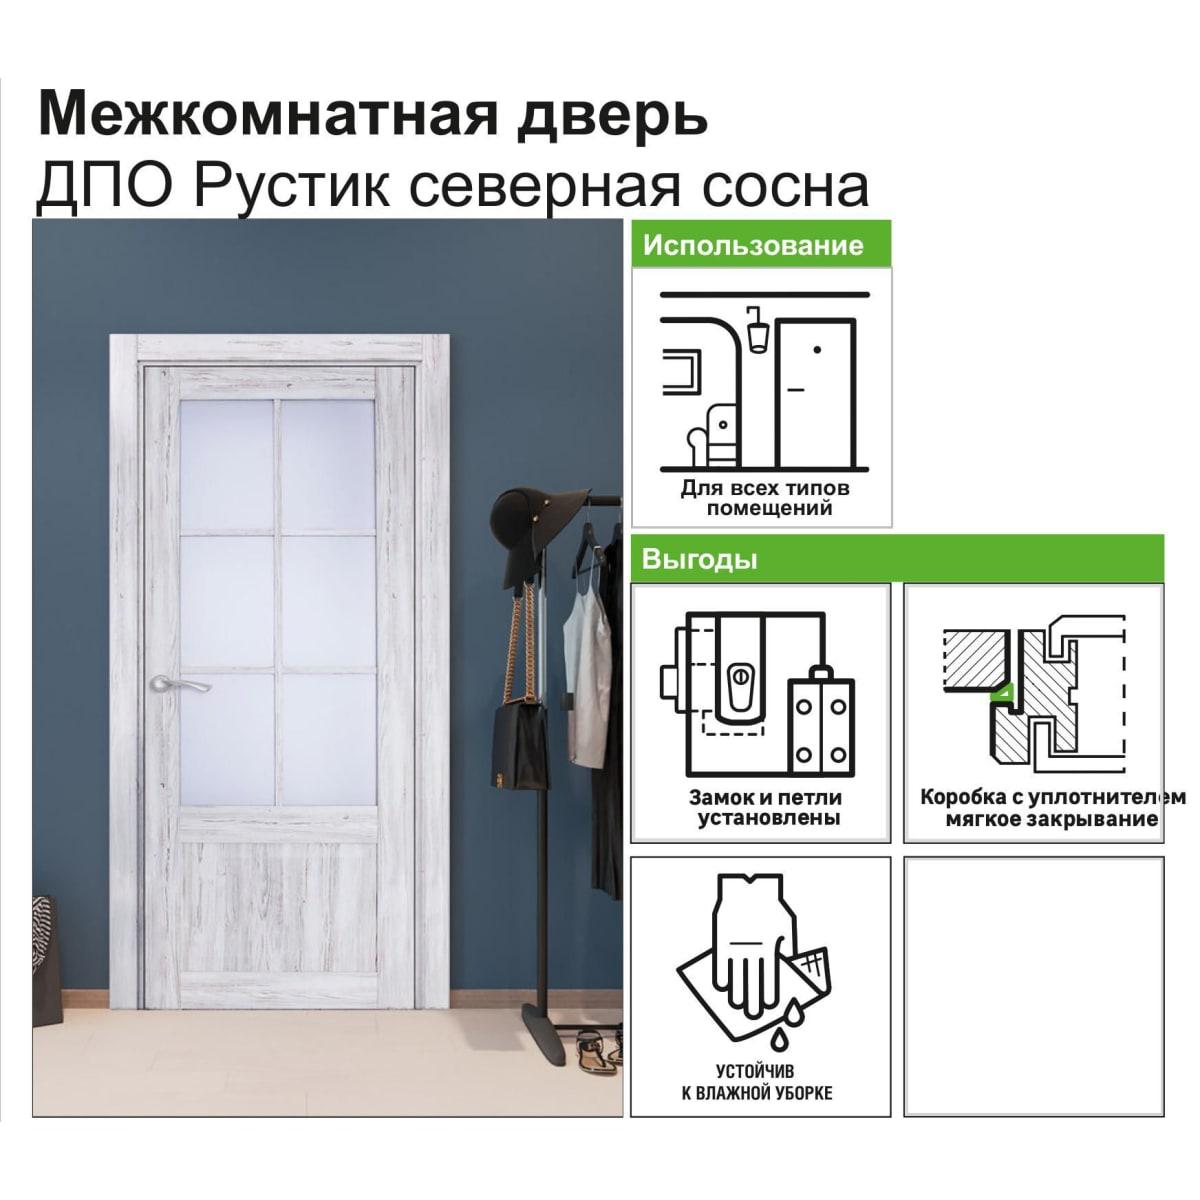 Межкомнатная дверь
ДПО Рустик северная сосна
Использование
Для всех типов
помещений
Выгоды
Замок и петли
установлены
Коробка с уплотнителем
мягкое закрывание
УСТОЙЧИВ
К ВЛАЖНОЙ УБОРКЕ